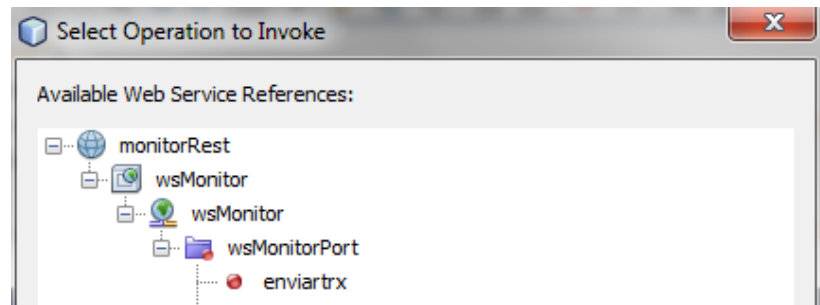 Select Operation to Invoke
Available Web Service References:
monitorRest
wsMonitor
wsMonitor
wsMonitorPort
enviartrx